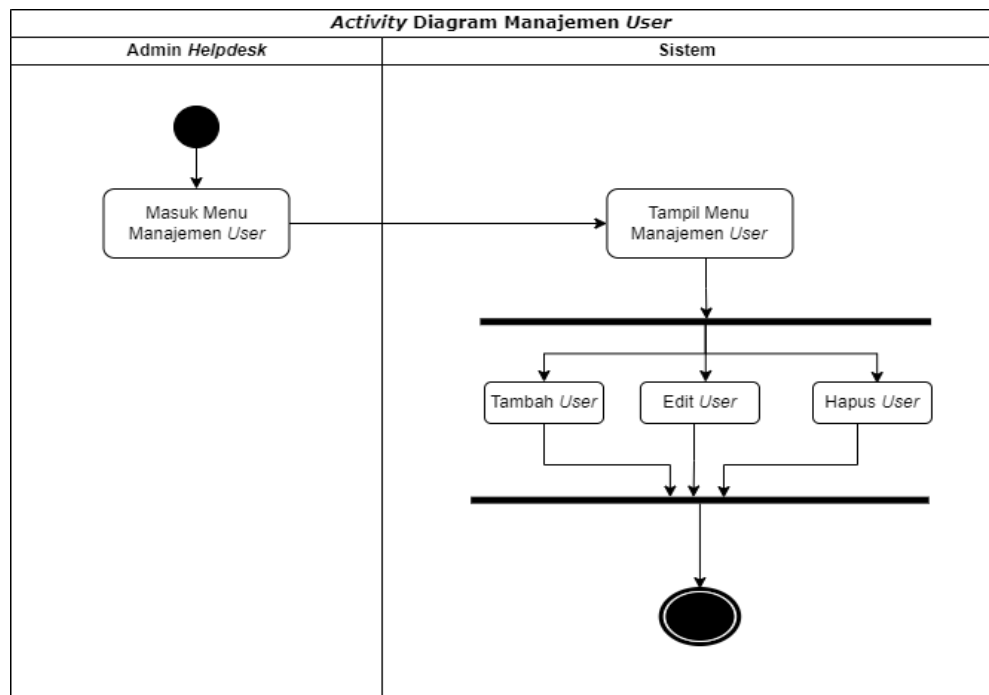 Activity Diagram Manajemen User
Admin Helpdesk
Sistem
Masuk Menu
Manajemen User
Tampil Menu
Manajemen User
Tambah User
Edit User
Hapus User